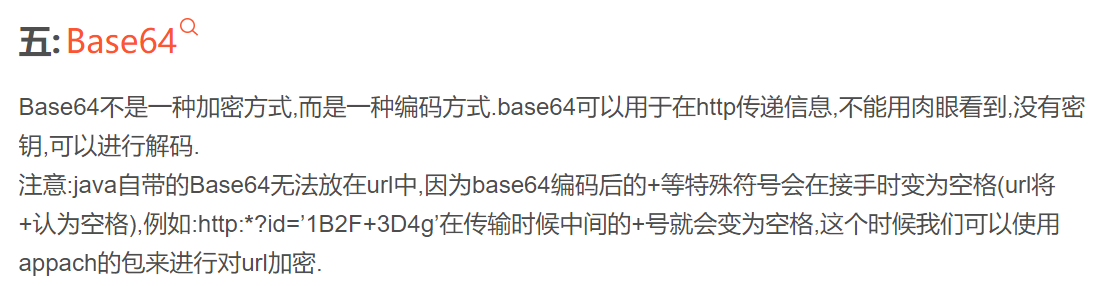 五: Base64
Base64不是一种加密方式,而是一种编码方式.base64可以用于在http传递信息,不能用肉眼看到,没有密
钥,可以进行解码.
注意:java自带的Base64无法放在url中,因为base64编码后的+等特殊符号会在接手时变为空格(url将
+认为空格),例如:http:*?id=’1B2F+3D4g’在传输时候中间的+号就会变为空格,这个时候我们可以使用
appach的包来进行对url加密.